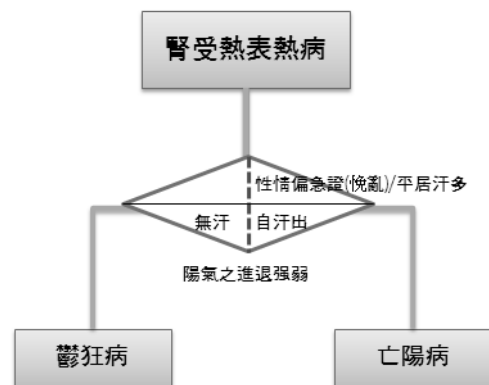 腎受熱表熱病
性情偏急證(悗亂)/平居汗多
無汗
自汗出
陽氣之進退强弱
鬱狂病
亡陽病